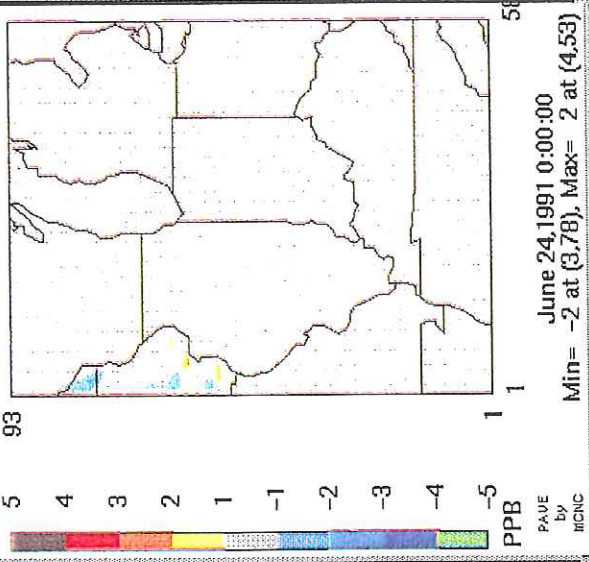 93
5
4
3
2
1
-1
-2
-3
-4
-5
PPB
PAVE
by
MCNC
1
1
58
June 24,1991 0:00:00
Min= -2 at (3,78), Max= 2 at (4,53)